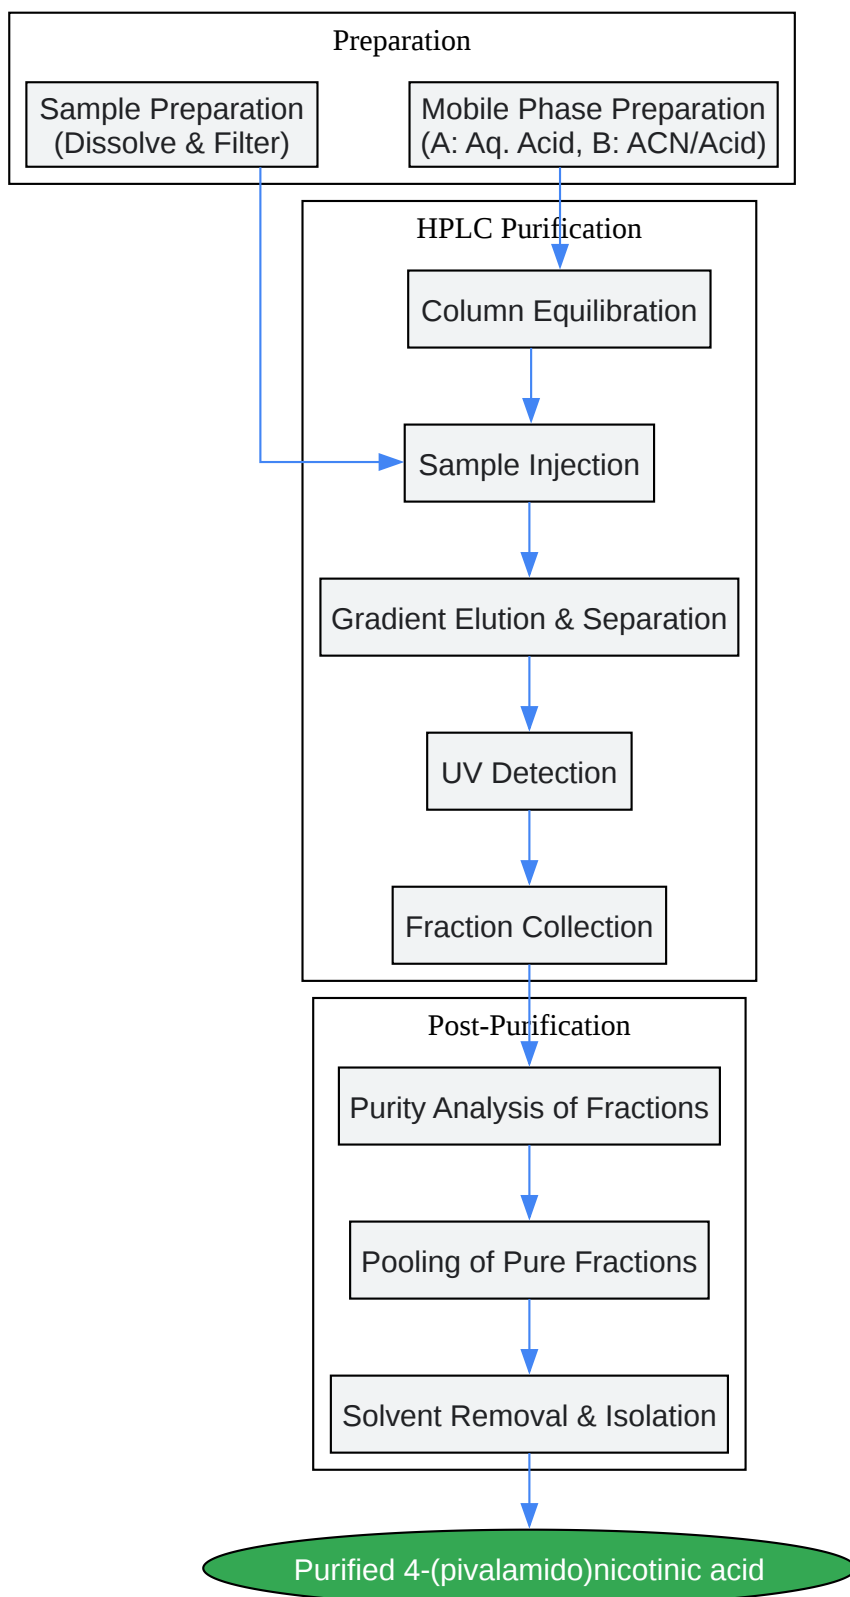 Preparation
Sample Preparation
(Dissolve & Filter)
Mobile Phase Preparation
(A: Aq. Acid, B: ACN/Acid)
HPLC Purification
Column Equilibration
Sample Injection
Gradient Elution & Separation
UV Detection
Fraction Collection
Post-Purification
Purity Analysis of Fractions
Pooling of Pure Fractions
Solvent Removal & Isolation
Purified 4-(pivalamido)nicotinic acid